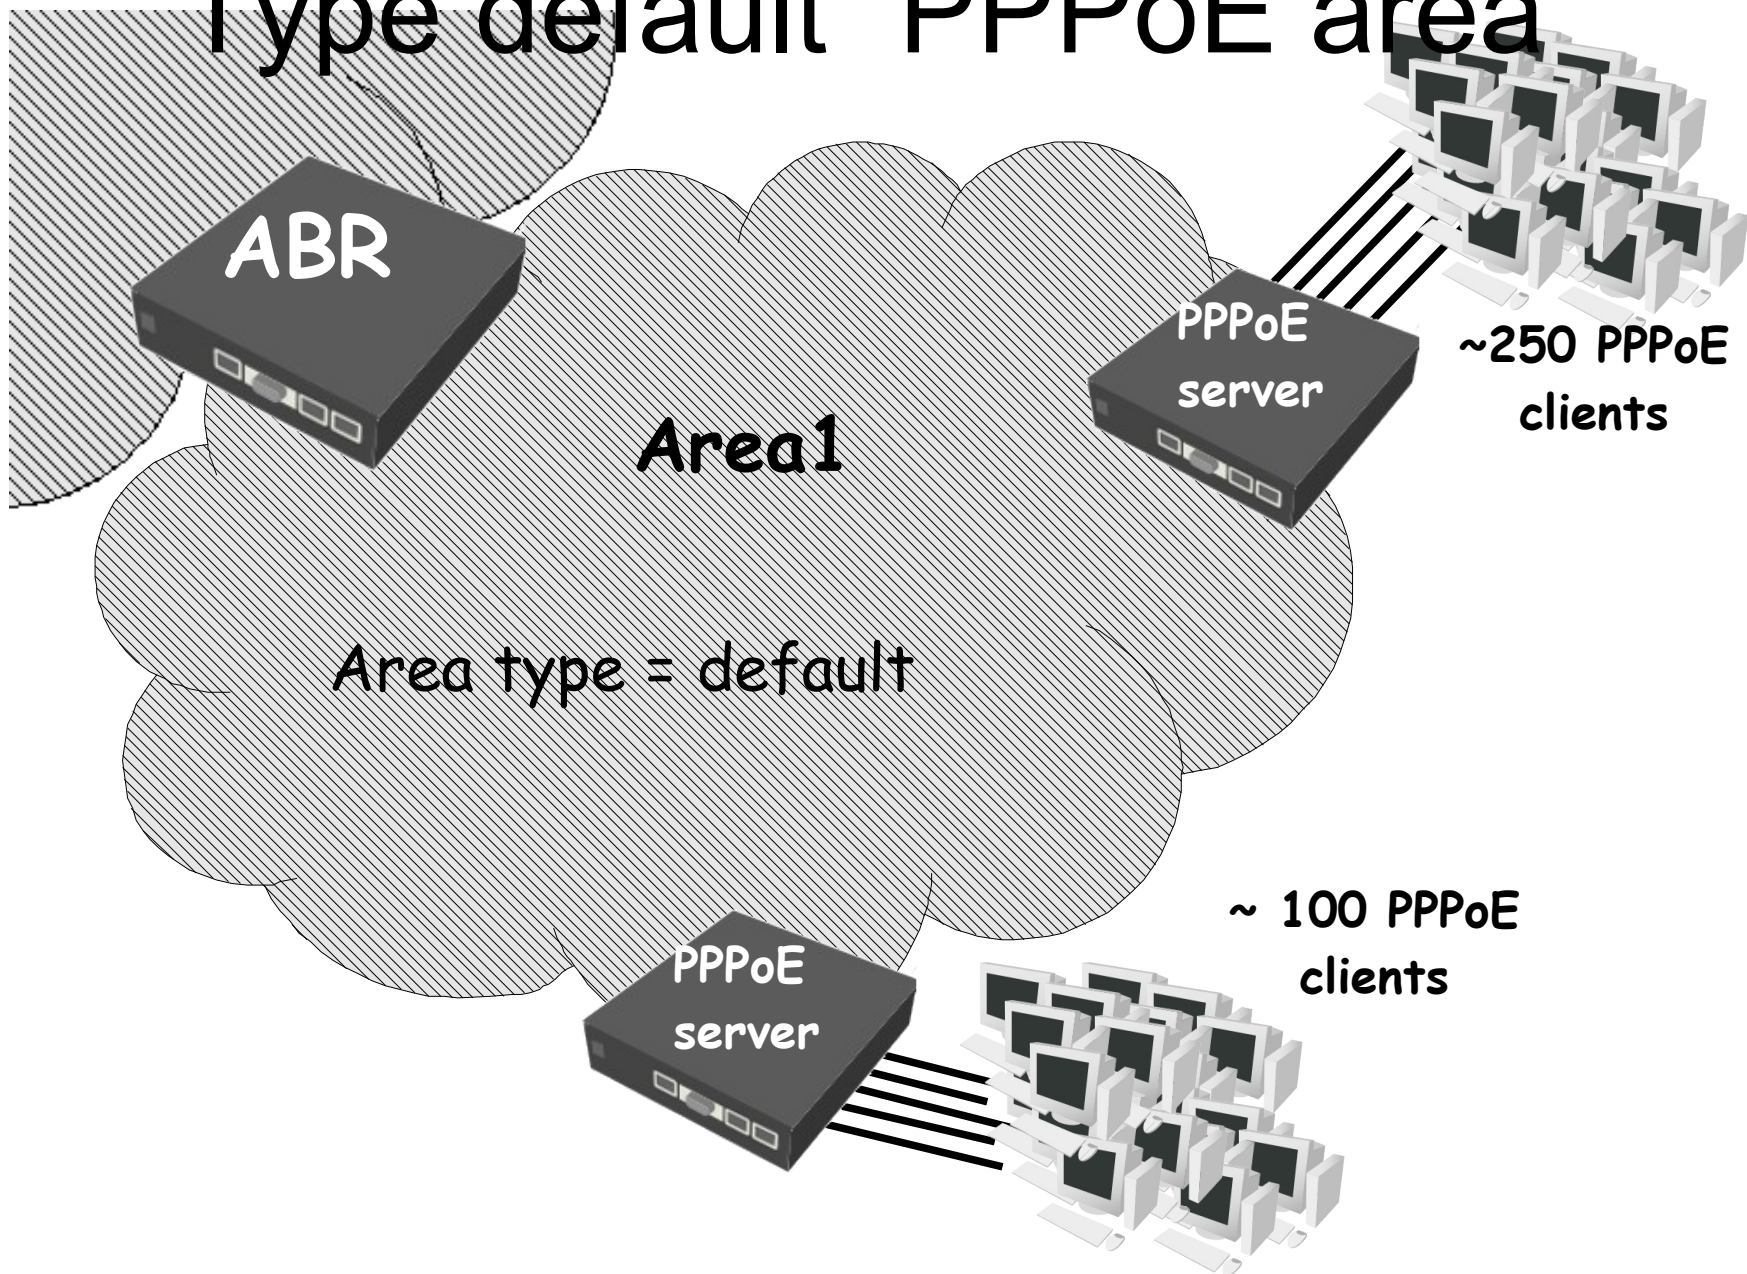 Type default PPPoE area
ABR
PPPoE
server
~250 PPPoE
clients
Area1
Area type = default
~ 100 PPPoE
clients
PPPoE
server